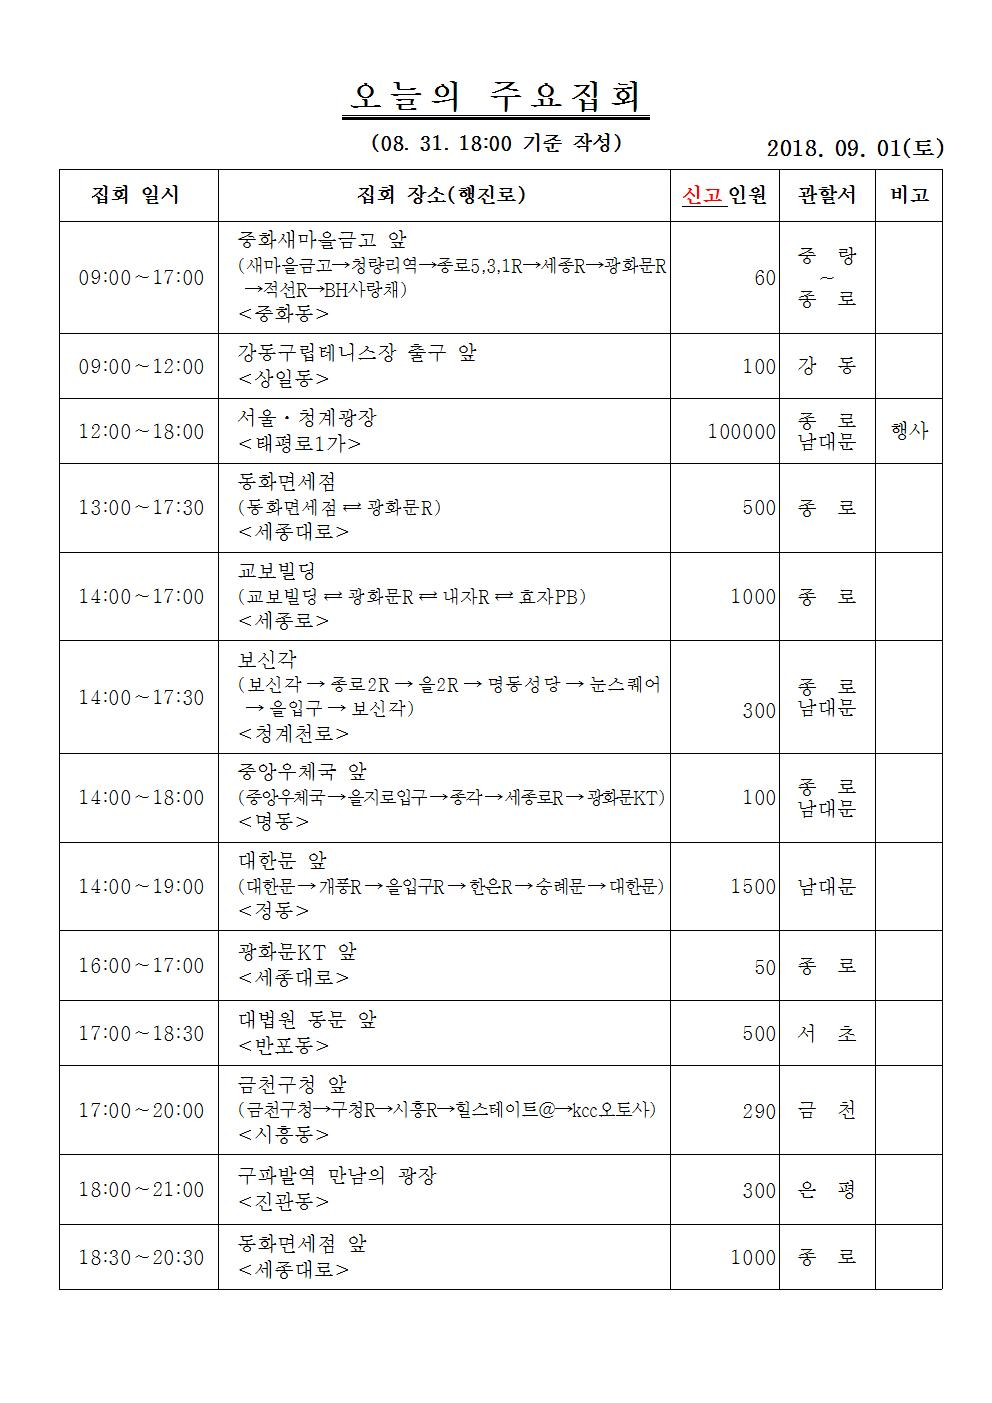 오늘의 주요집회
(08. 31. 18:00 기준 작성)
2018. 09. 01(토)
집회 일시 집회 장소(행진로) 신고인원 관할서 비고
09:00~17:00
중화새마을금고 앞
(새마을금고→청량리역→종로5,3,1R→세종R→광화문R
→적선R→BH사랑채)
<중화동>
60
중 랑
~
종 로
09:00~12:00
강동구립테니스장 출구 앞
<상일동>
100
강 동
12:00~18:00
서울·청계광장
<태평로1가>
100000
종 로
남대문
행사
13:00~17:30
동화면세점
(동화면세점 ⇌ 광화문R)
<세종대로>
500
종 로
14:00~17:00
교보빌딩
(교보빌딩 ⇌ 광화문R ⇌ 내자R ⇌ 효자PB)
<세종로>
1000
종 로
14:00~17:30
보신각
(보신각 → 종로2R → 을2R → 명동성당 → 눈스퀘어
→ 을입구 → 보신각)
<청계천로>
300
종 로
남대문
14:00~18:00
중앙우체국 앞
(중앙우체국→을지로입구→종각→세종로R→광화문KT)
<명동>
100
종 로
남대문
14:00~19:00
대한문 앞
(대한문→개풍R→을입구R→한은R→숭례문→대한문)
<정동>
1500
남대문
16:00~17:00
광화문KT 앞
<세종대로>
50
종 로
17:00~18:30
대법원 동문 앞
<반포동>
500
서 초
17:00~20:00
금천구청 앞
(금천구청→구청R→시흥R→힐스테이트@→kcc오토사)
<시흥동>
290
금 천
18:00~21:00
구파발역 만남의 광장
<진관동>
300
은 평
18:30~20:30
동화면세점 앞
<세종대로>
1000
종 로